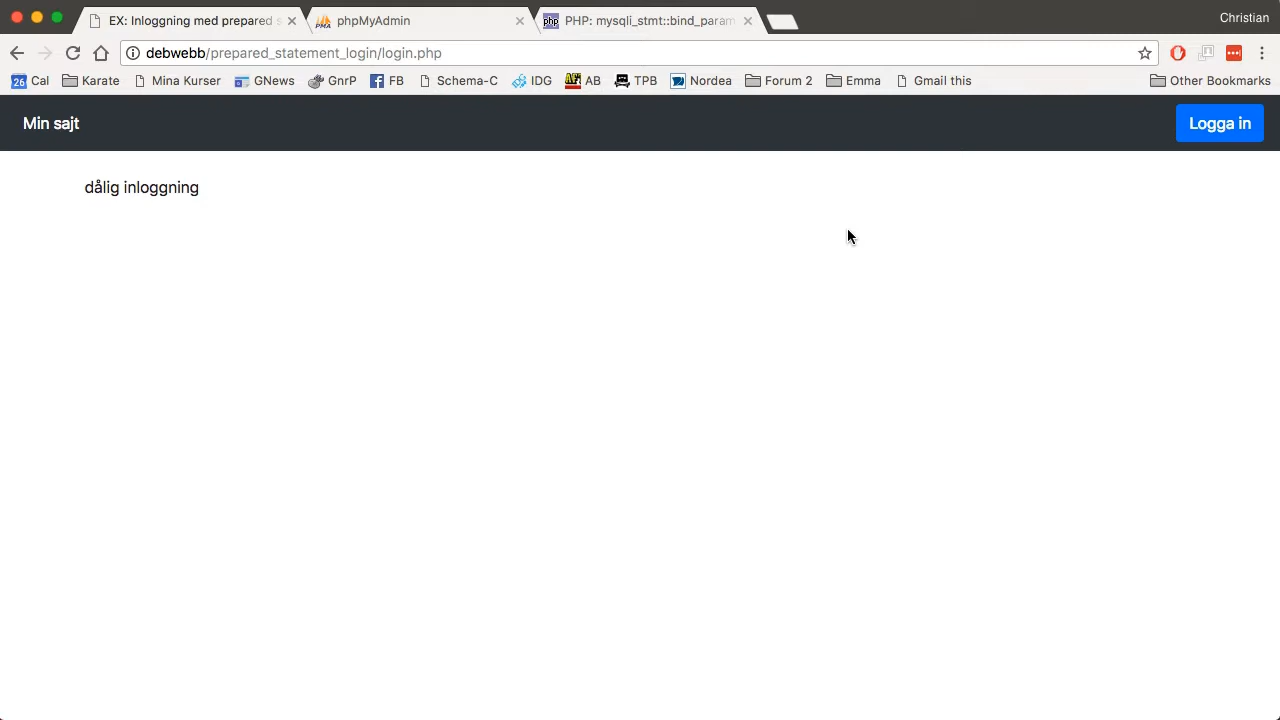 EX: Inloggning med prepared s
phpMyAdmin
PHP: mysqli_stmt::bind_param
Christian
debwebb/prepared_statement_login/login.php
26 Cal Karate Mina Kurser GNews GnrP FB Schema-C IDG AB TPB Nordea Forum 2 Emma Gmail this Other Bookmarks
Min sajt
Logga in
dålig inloggning